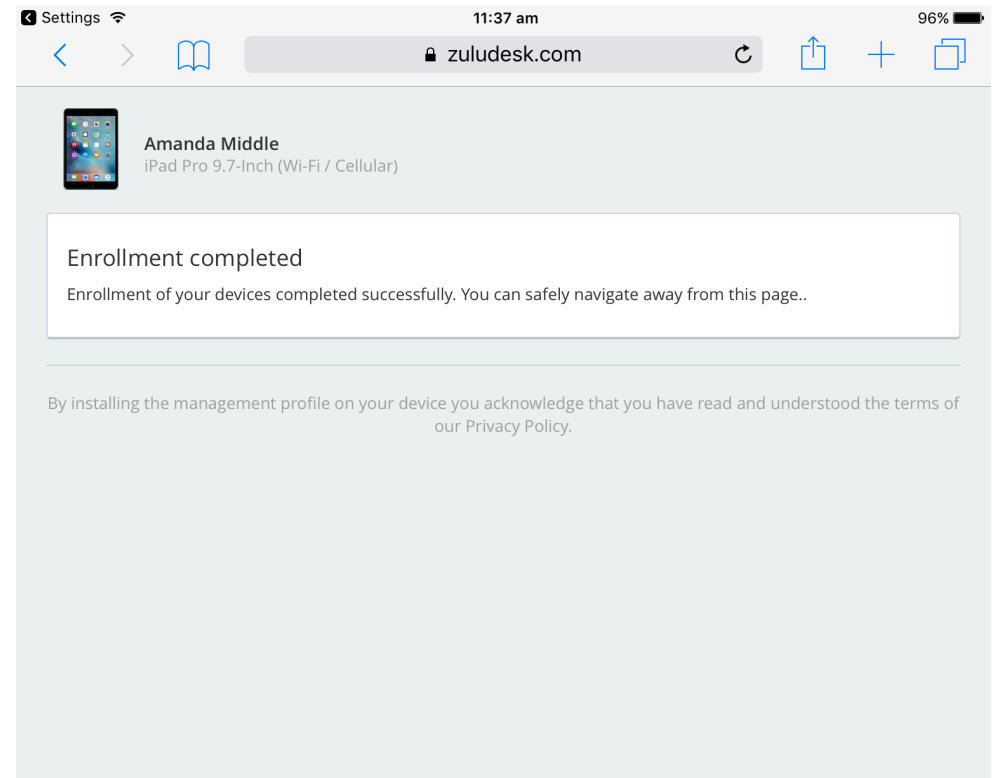 Settings
11:37 am
96%
zuludesk.com
Amanda Middle
iPad Pro 9.7-Inch (Wi-Fi / Cellular)
Enrollment completed
Enrollment of your devices completed successfully. You can safely navigate away from this page..
By installing the management profile on your device you acknowledge that you have read and understood the terms of
our Privacy Policy.